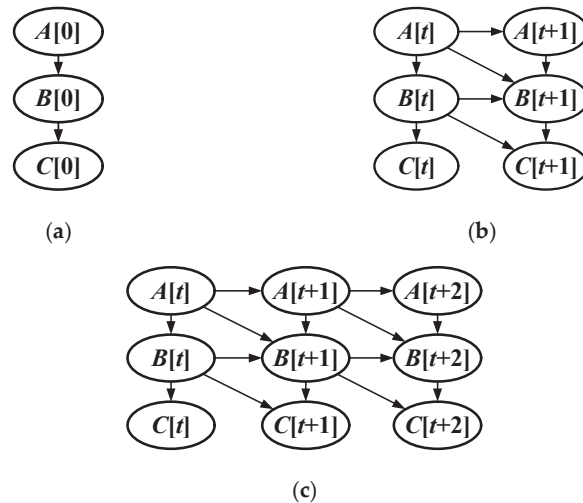 A[0]
B[0]
C[0]
(a)
A[t] A[t+1]
B[t] B[t+1]
C[t] C[t+1]
(b)
A[t] A[t+1] A[t+2]
B[t] B[t+1] B[t+2]
C[t] C[t+1] C[t+2]
(c)